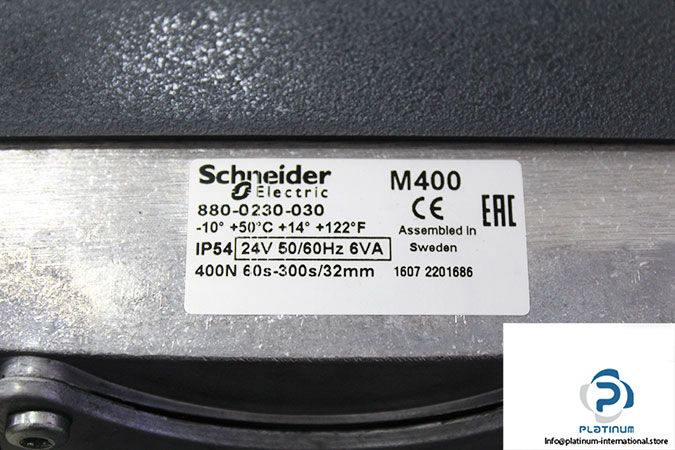 Schneider
Electric
M400
880-0230-030
-10° +50°C +14° +122°F
CE
EAC
IP54 24V 50/60Hz 6VA
Assembled in
Sweden
400N 60s-300s/32mm
1607 2201686
PLATINUM
Info@platinum-international.store